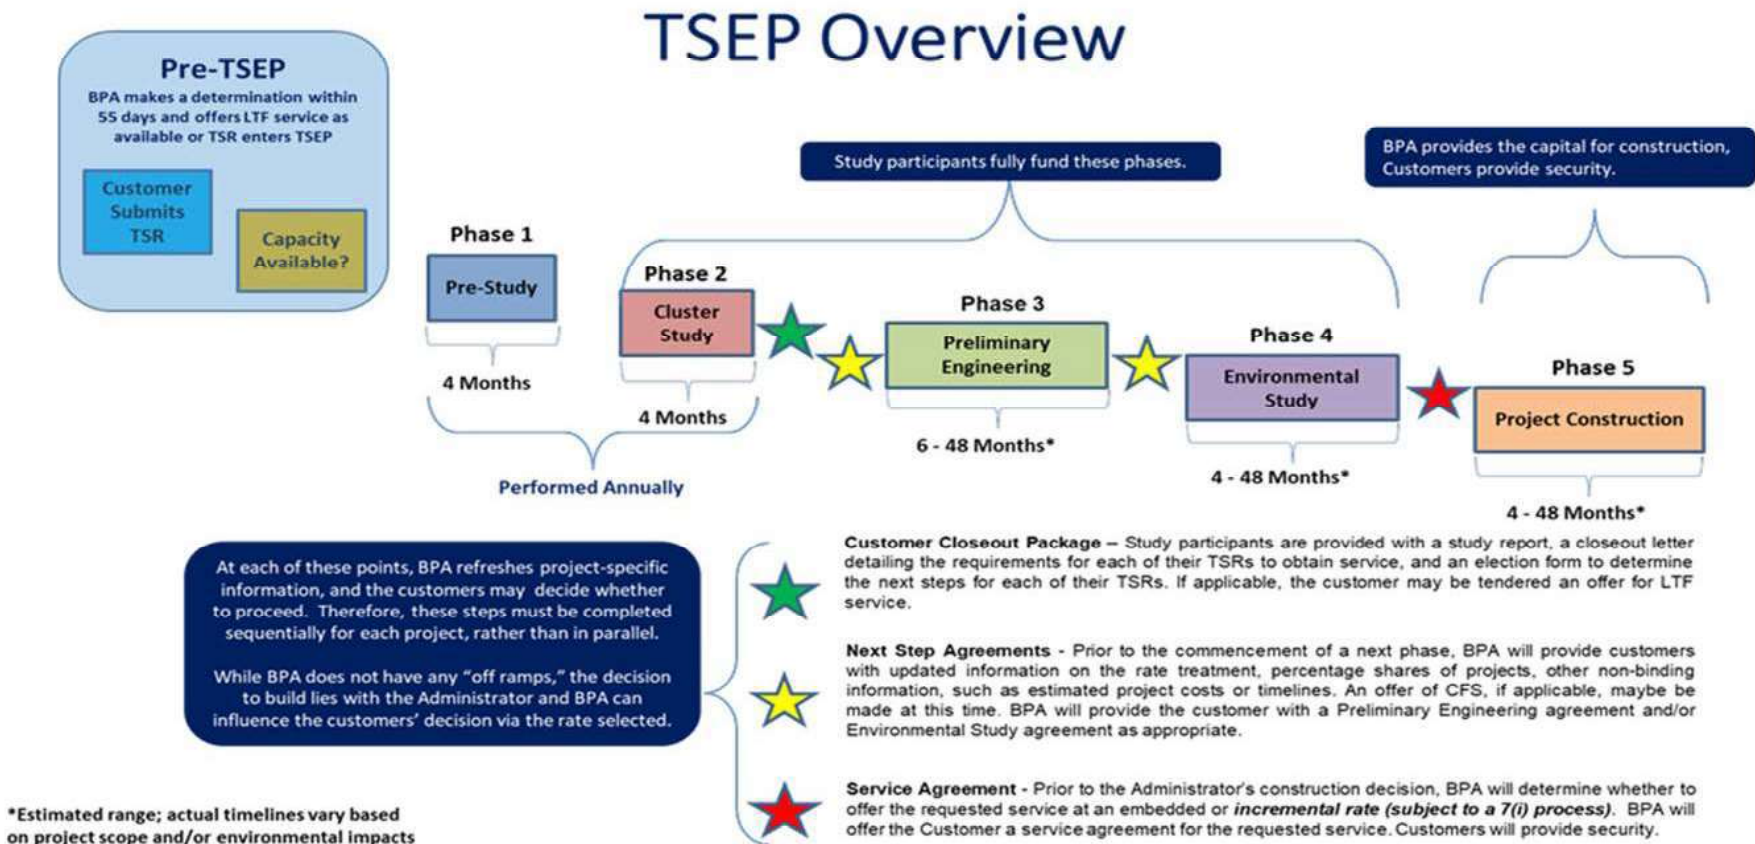 TSEP Overview
Pre-TSEP
BPA makes a determination within
55 days and offers LTF service as
available or TSR enters TSEP
Customer
Submits
TSR
Capacity
Available?
Study participants fully fund these phases.
BPA provides the capital for construction,
Customers provide security.
Phase 1
Pre-Study
4 Months
Phase 2
Cluster
Study
4 Months
Performed Annually
Phase 3
Preliminary
Engineering
6 - 48 Months*
Phase 4
Environmental
Study
4 - 48 Months*
Phase 5
Project Construction
4 - 48 Months*
At each of these points, BPA refreshes project-specific
information, and the customers may decide whether
to proceed. Therefore, these steps must be completed
sequentially for each project, rather than in parallel.
While BPA does not have any “off ramps,” the decision
to build lies with the Administrator and BPA can
influence the customers’ decision via the rate selected.
Customer Closeout Package – Study participants are provided with a study report, a closeout letter
detailing the requirements for each of their TSRs to obtain service, and an election form to determine
the next steps for each of their TSRs. If applicable, the customer may be tendered an offer for LTF
service.
Next Step Agreements - Prior to the commencement of a next phase, BPA will provide customers
with updated information on the rate treatment, percentage shares of projects, other non-binding
information, such as estimated project costs or timelines. An offer of CFS, if applicable, maybe be
made at this time. BPA will provide the customer with a Preliminary Engineering agreement and/or
Environmental Study agreement as appropriate.
Service Agreement - Prior to the Administrator’s construction decision, BPA will determine whether to
offer the requested service at an embedded or incremental rate (subject to a 7(i) process). BPA will
offer the Customer a service agreement for the requested service. Customers will provide security.
*Estimated range; actual timelines vary based
on project scope and/or environmental impacts